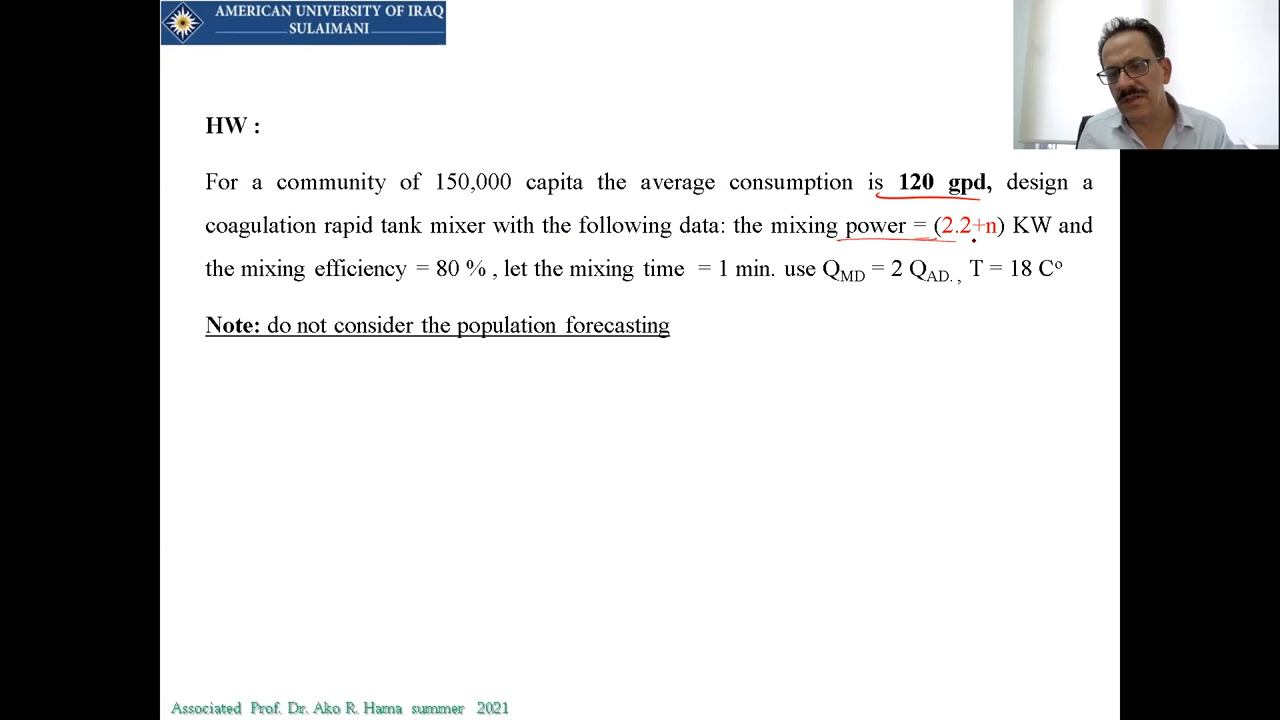 AMERICAN UNIVERSITY OF IRAQ
SULAIMANI
HW :
For a community of 150,000 capita the average consumption is 120 gpd, design a
coagulation rapid tank mixer with the following data: the mixing power = (2.2+n) KW and
the mixing efficiency = 80 % , let the mixing time = 1 min. use QMD = 2 QAD. , T = 18 Cº
Note: do not consider the population forecasting
Associated Prof. Dr. Ako R. Hama summer 2021